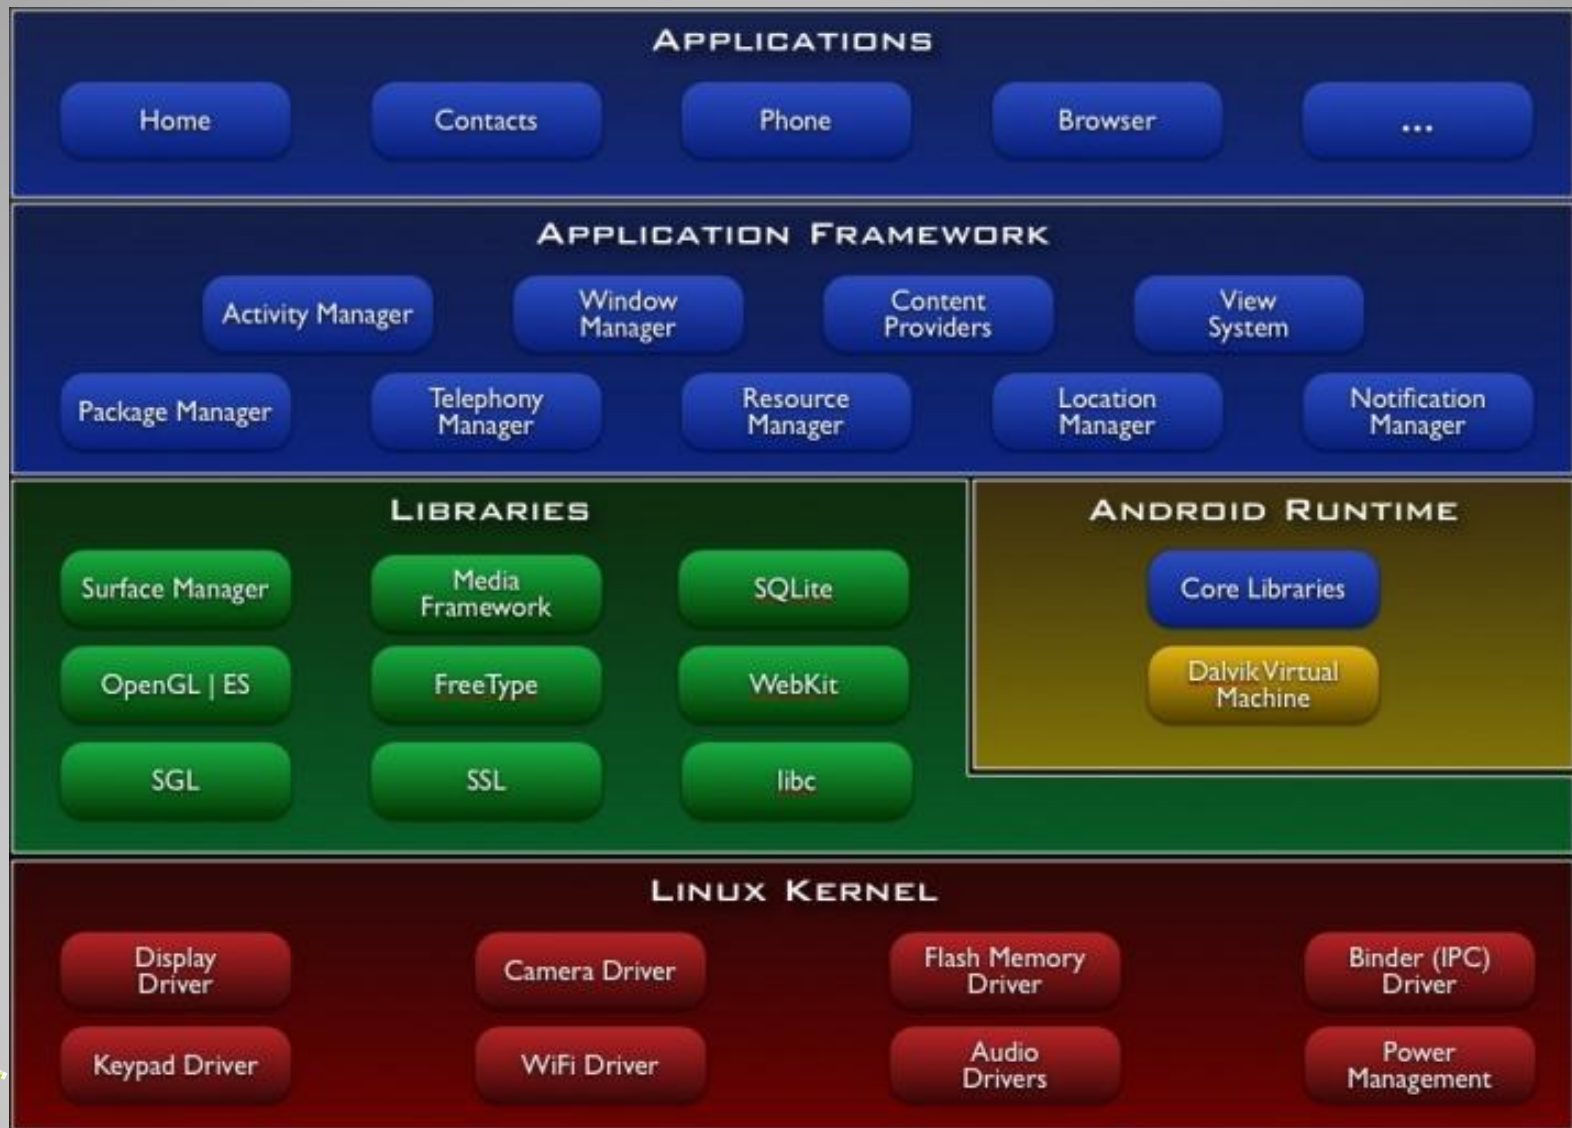 APPLICATIONS
Home
Contacts
Phone
Browser
...
APPLICATION FRAMEWORK
Activity Manager
Window
Manager
Content
Providers
View
System
Package Manager
Telephony
Manager
Resource
Manager
Location
Manager
Notification
Manager
LIBRARIES
Surface Manager
Media
Framework
SQLite
OpenGL | ES
FreeType
WebKit
SGL
SSL
libc
ANDROID RUNTIME
Core Libraries
Dalvik Virtual
Machine
LINUX KERNEL
Display
Driver
Camera Driver
Flash Memory
Driver
Binder (IPC)
Driver
Keypad Driver
WiFi Driver
Audio
Drivers
Power
Management